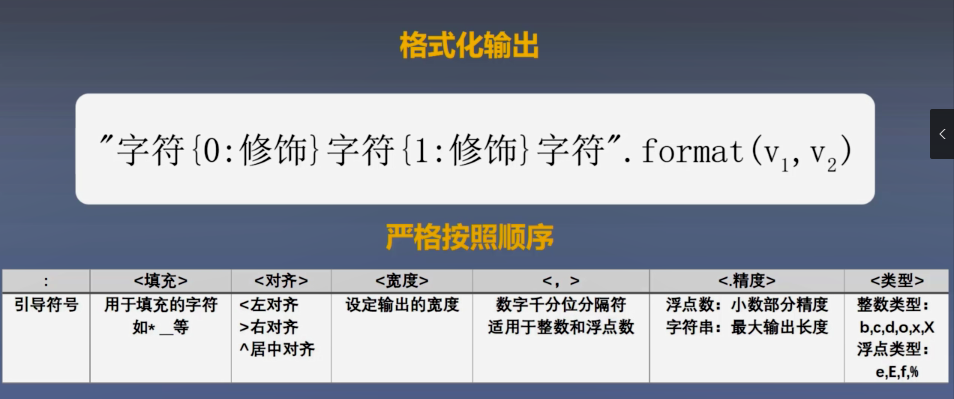 格式化输出
"字符{0:修饰}字符{1:修饰}字符".format(v₁,v₂)
严格按照顺序
: <填充> <对齐> <宽度> <,> <.精度> <类型>
引导符号 用于填充的字符 <左对齐 设定输出的宽度 数字千分位分隔符 浮点数：小数部分精度 整数类型：
如* __等 >右对齐 适用于整数和浮点数 字符串：最大输出长度 b,c,d,o,x,X
^居中对齐 浮点类型：
e,E,f,%